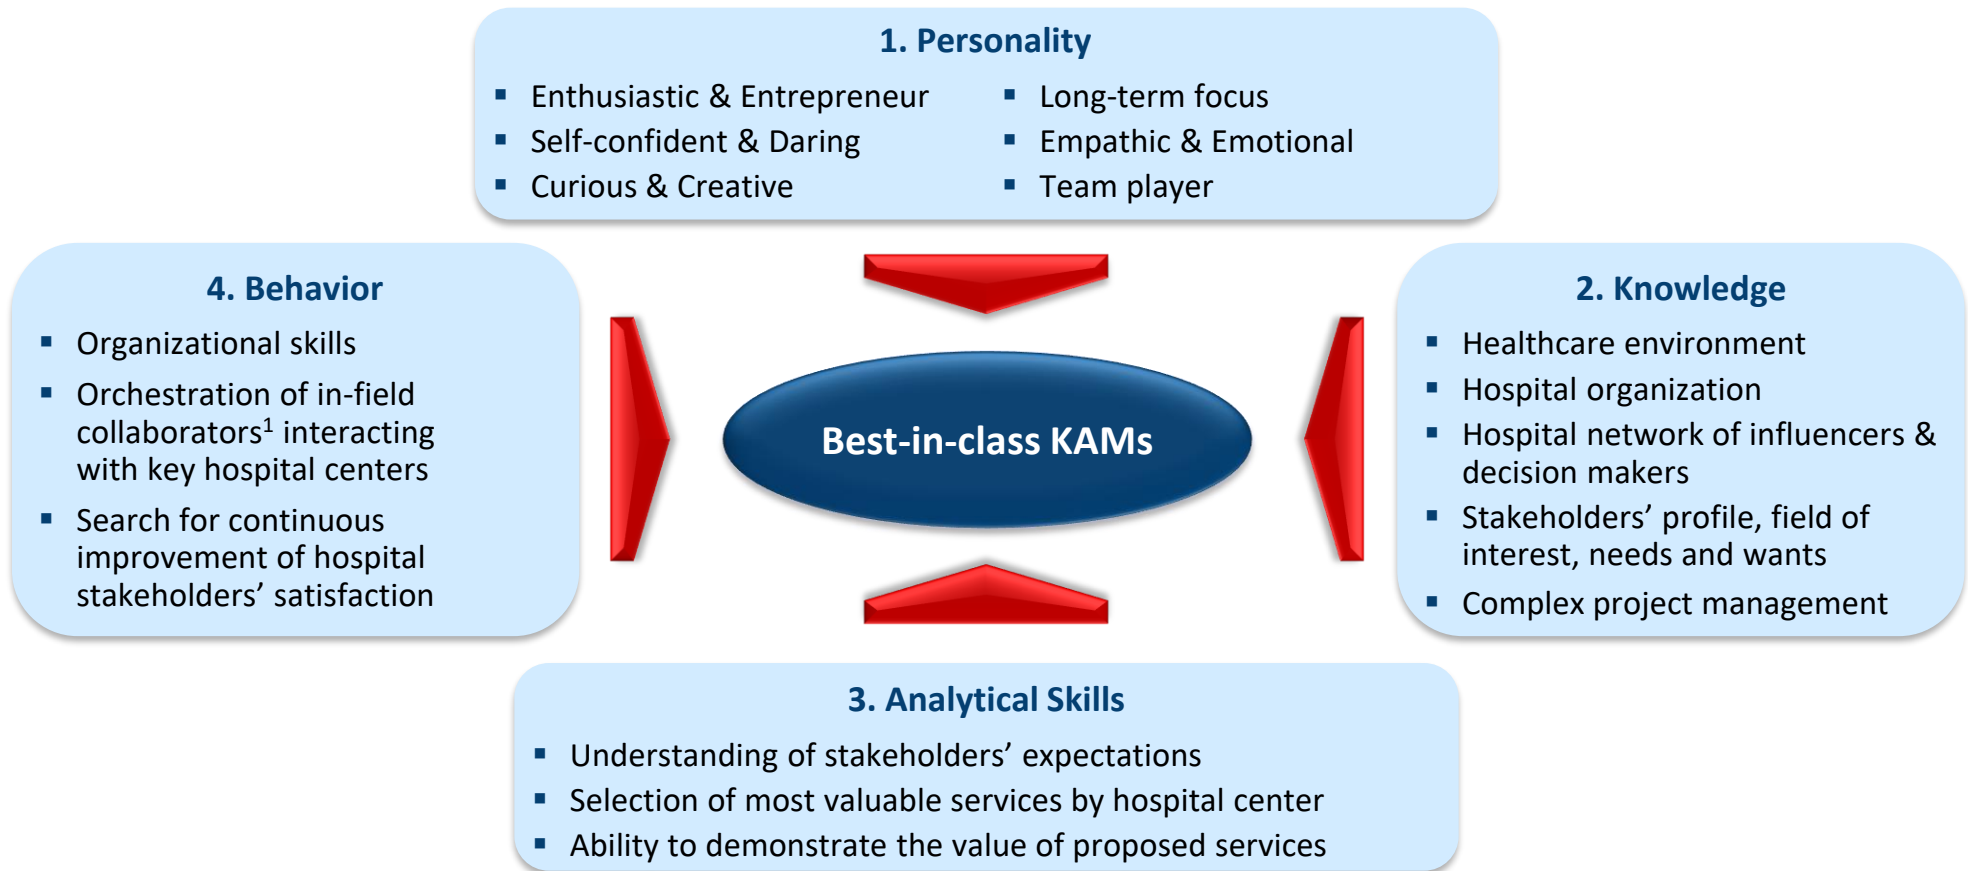 1. Personality
▪ Enthusiastic & Entrepreneur
▪ Self-confident & Daring
▪ Curious & Creative
▪ Long-term focus
▪ Empathic & Emotional
▪ Team player
4. Behavior
▪ Organizational skills
▪ Orchestration of in-field
collaborators¹ interacting
with key hospital centers
▪ Search for continuous
improvement of hospital
stakeholders’ satisfaction
Best-in-class KAMs
2. Knowledge
▪ Healthcare environment
▪ Hospital organization
▪ Hospital network of influencers &
decision makers
▪ Stakeholders’ profile, field of
interest, needs and wants
▪ Complex project management
3. Analytical Skills
▪ Understanding of stakeholders’ expectations
▪ Selection of most valuable services by hospital center
▪ Ability to demonstrate the value of proposed services